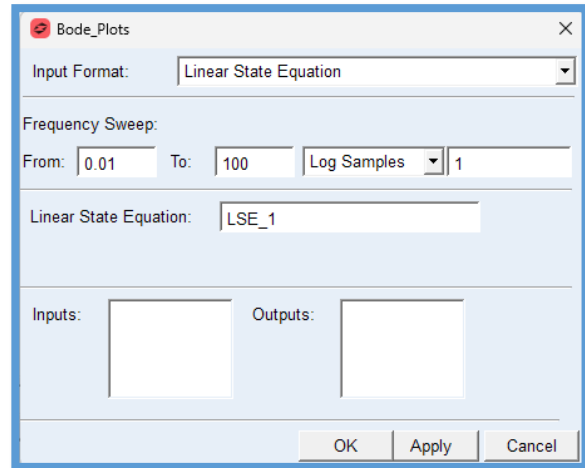 Bode_Plots
Input Format: Linear State Equation
Frequency Sweep:
From: 0.01 To: 100 Log Samples 1
Linear State Equation: LSE_1
Inputs: Outputs:
OK Apply Cancel